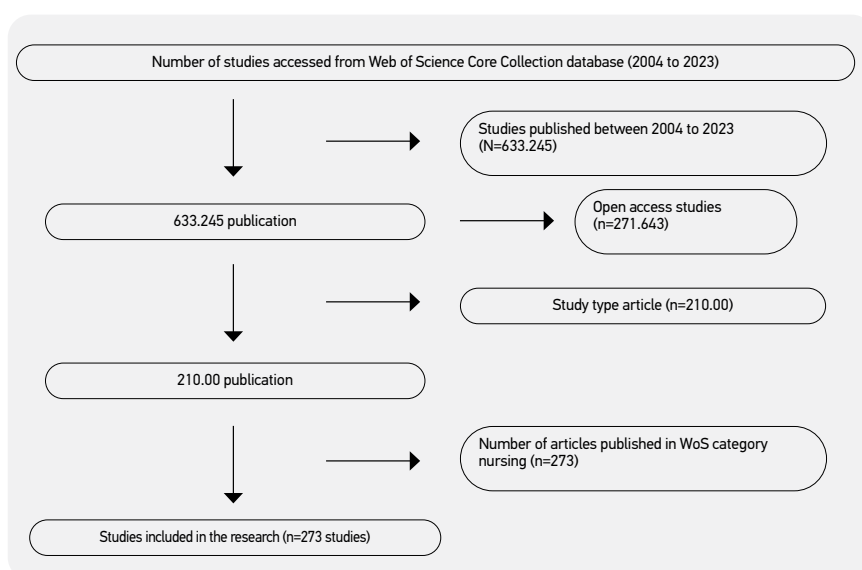 Number of studies accessed from Web of Science Core Collection database (2004 to 2023)
Studies published between 2004 to 2023
(N=633.245)
633.245 publication
Open access studies
(n=271.643)
Study type article (n=210.00)
210.00 publication
Number of articles published in WoS category
nursing (n=273)
Studies included in the research (n=273 studies)